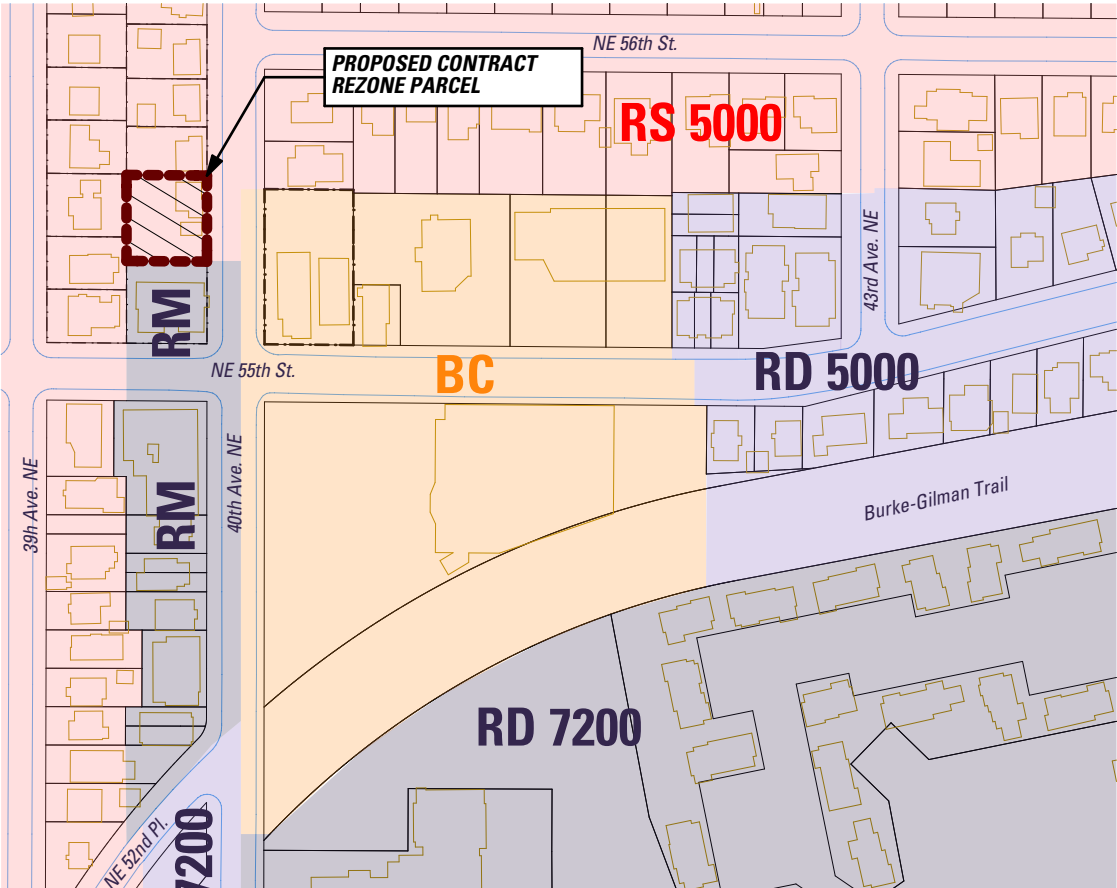 NE 56th St.
PROPOSED CONTRACT
REZONE PARCEL
RS 5000
43rd Ave. NE
RM
NE 55th St.
BC
RD 5000
39h Ave. NE
RM
40th Ave. NE
Burke-Gilman Trail
RD 7200
NE 52nd Pl.
7200